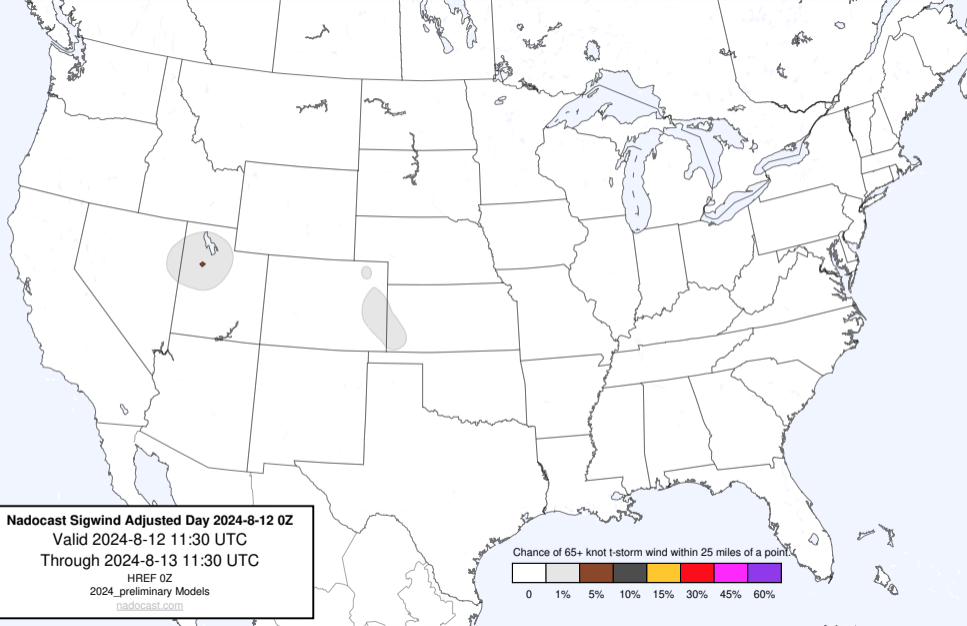 Nadocast Sigwind Adjusted Day 2024-8-12 0Z
Valid 2024-8-12 11:30 UTC
Through 2024-8-13 11:30 UTC
HREF 0Z
2024_preliminary Models
nadocast.com
Chance of 65+ knot t-storm wind within 25 miles of a point.
0 1% 5% 10% 15% 30% 45% 60%